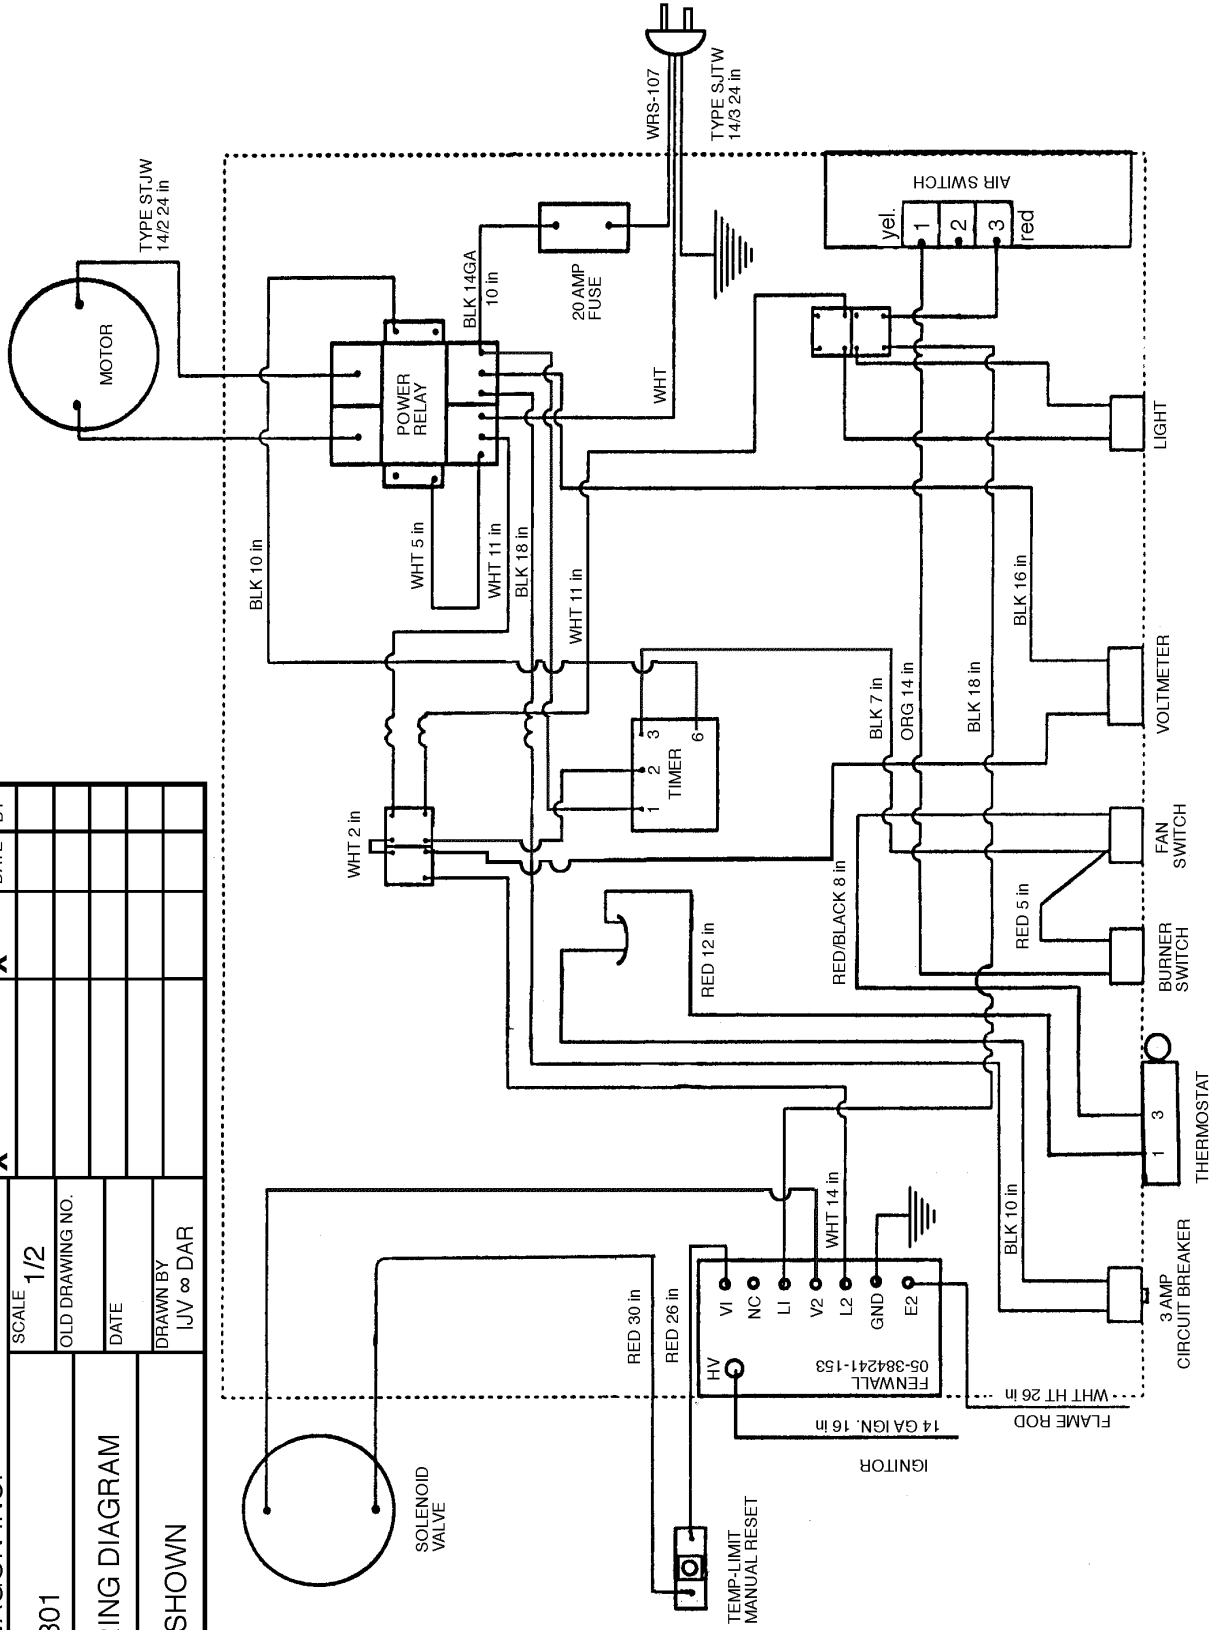 MOTOR
TYPE STJW
14/2 24 in
WRS-107
TYPE SJTW
14/3 24 in
BLK 14GA
10 in
20 AMP
FUSE
POWER
RELAY
WHT
AIR SWITCH
yel.
1
2
3
red
LIGHT
BLK 10 in
WHT 5 in
WHT 11 in
BLK 18 in
WHT 11 in
BLK 16 in
BLK 7 in
ORG 14 in
BLK 18 in
VOLTMETER
TIMER
1
2
3
6
WHT 2 in
FAN
SWITCH
RED/BLACK 8 in
RED 5 in
RED 12 in
BURNER
SWITCH
THERMOSTAT
1
3
BLK 10 in
WHT 14 in
3 AMP
CIRCUIT BREAKER
RED 30 in
RED 26 in
VI
NC
LI
V2
L2
GND
E2
HV
FENWALL
05-384241-153
WHT HT 26 in
FLAME ROD
14 GA IGN. 16 in
IGNITOR
SOLENOID
VALVE
TEMP-LIMIT
MANUAL RESET
SCALE
1/2
OLD DRAWING NO.
DATE
DRAWN BY
IJV ∞ DAR
X
X
301
RING DIAGRAM
SHOWN